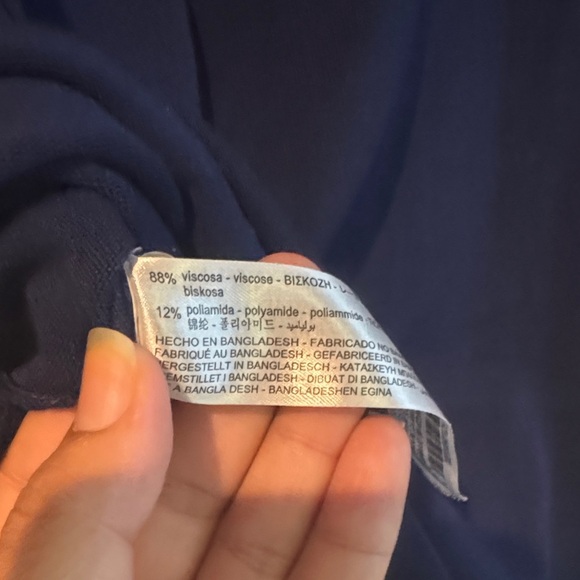 88% viscosa - viscose - ΒΙΣΚΟΖΗ -
biskosa
12% poliamida - polyamide - poliammide
锦纶 - 폴리아미드 - بولياميد
HECHO EN BANGLADESH - FABRICADO NO
FABRIQUÉ AU BANGLADESH - GEFABRICEERD IN
HERGESTELLT IN BANGLADESCH - ΚΑΤΑΣΚΕΥΗ
FREMSTILLET I BANGLADESH - DIBUAT DI BANGLADESH
A BANGLA DESH - BANGLADESHEN EGINA